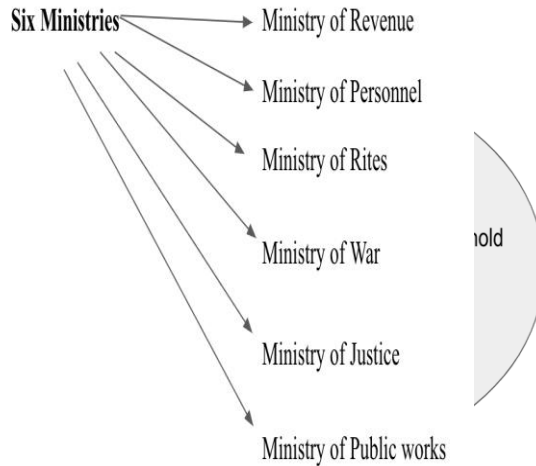 Six Ministries
Ministry of Revenue
Ministry of Personnel
Ministry of Rites
Ministry of War
Ministry of Justice
Ministry of Public works